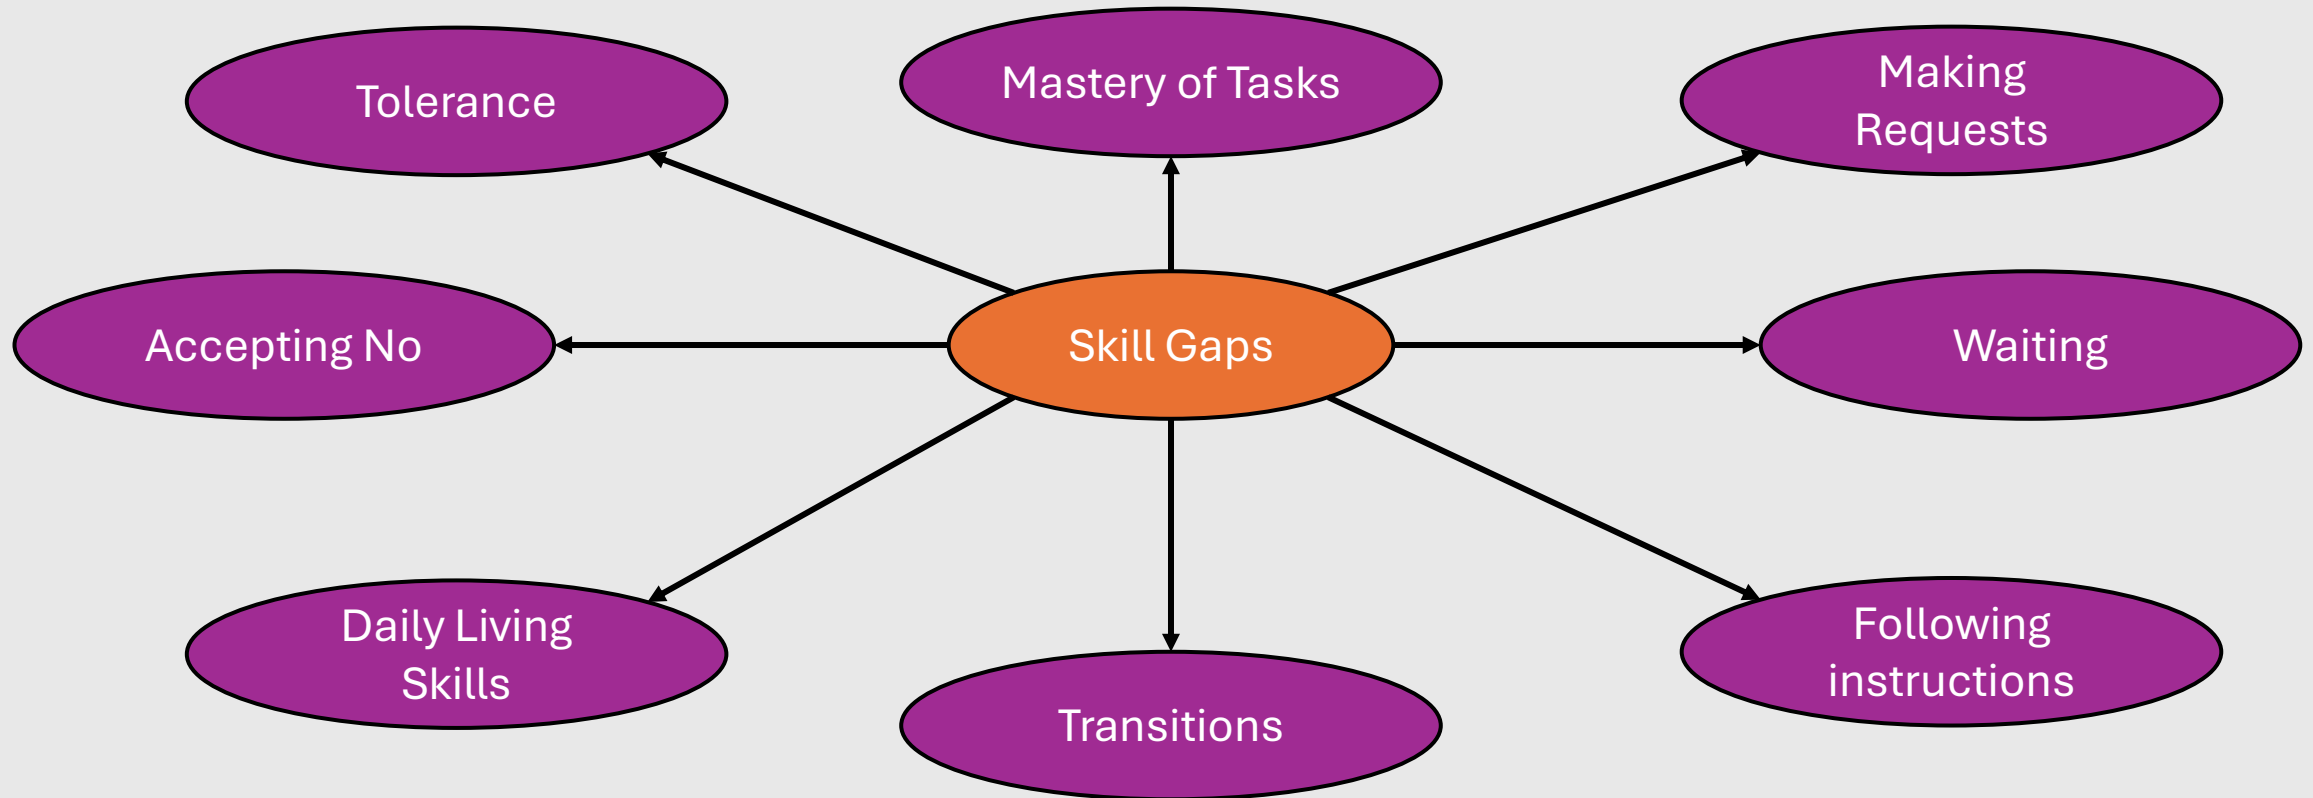 Tolerance
Mastery of Tasks
Making
Requests
Accepting No
Skill Gaps
Waiting
Daily Living
Skills
Transitions
Following
instructions